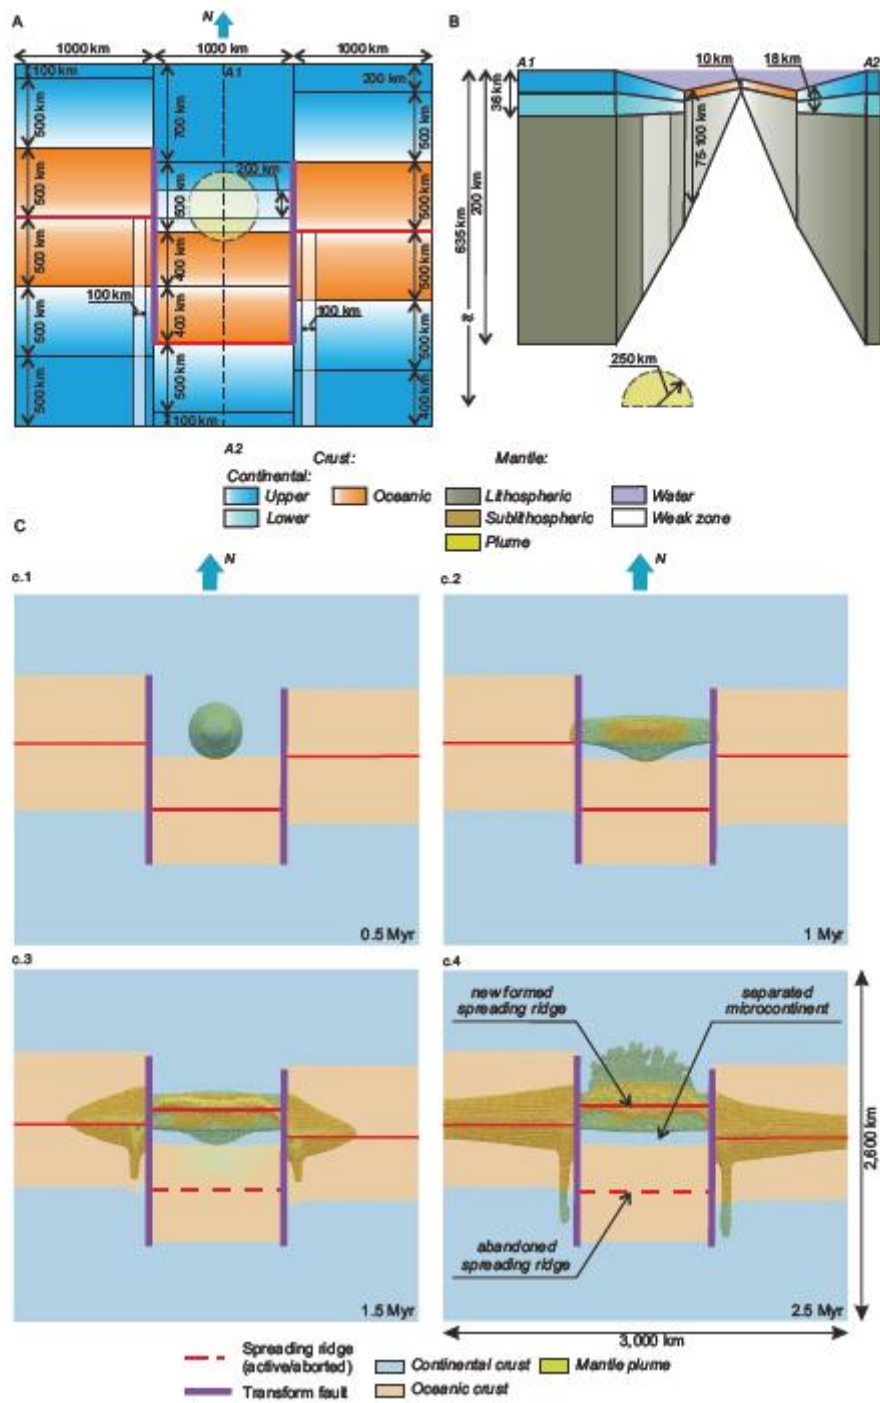 A
N
B
1000 km
1000 km
1000 km
A1
100 km
200 km
500 km
700 km
500 km
500 km
200 km
500 km
500 km
500 km
400 km
500 km
100 km
100 km
500 km
400 km
500 km
500 km
500 km
400 km
100 km
A2
A1
10 km
18 km
A2
36 km
75-100 km
200 km
635 km
≈
250 km
Crust:
Mantle:
Continental:
Upper
Oceanic
Lithospheric
Water
Lower
Sublithospheric
Weak zone
Plume
C
N
N
c.1
c.2
0.5 Myr
1 Myr
c.3
c.4
new formed
spreading ridge
separated
microcontinent
2,600 km
abandoned
spreading ridge
1.5 Myr
2.5 Myr
3,000 km
Spreading ridge
(active/aborted)
Continental crust
Mantle plume
Transform fault
Oceanic crust